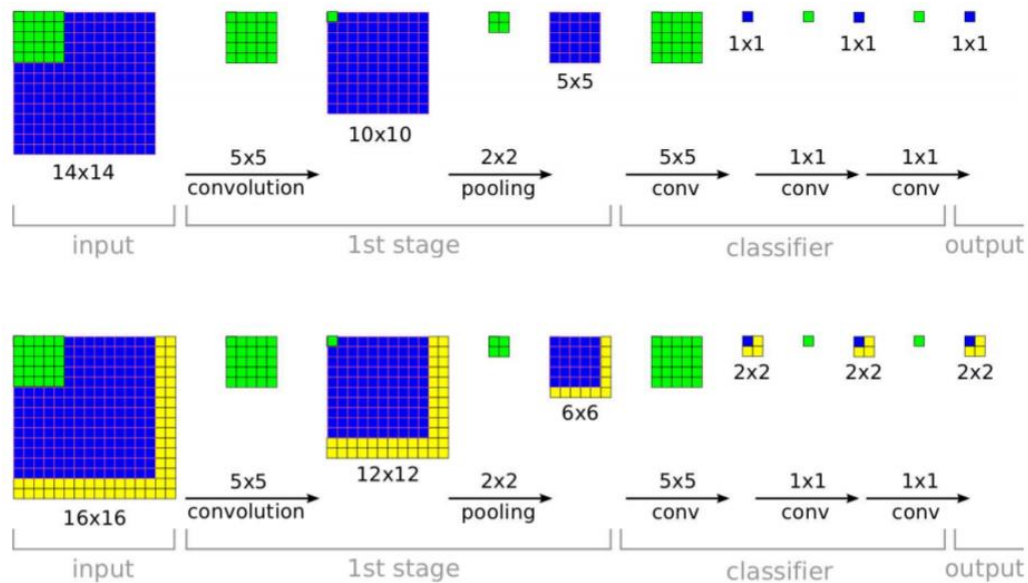 1x1 1x1 1x1
5x5
10x10
14x14
5x5 2x2 5x5 1x1 1x1
convolution pooling conv conv conv
input 1st stage classifier output
2x2 2x2 2x2
6x6
12x12
16x16
5x5 2x2 5x5 1x1 1x1
convolution pooling conv conv conv
input 1st stage classifier output